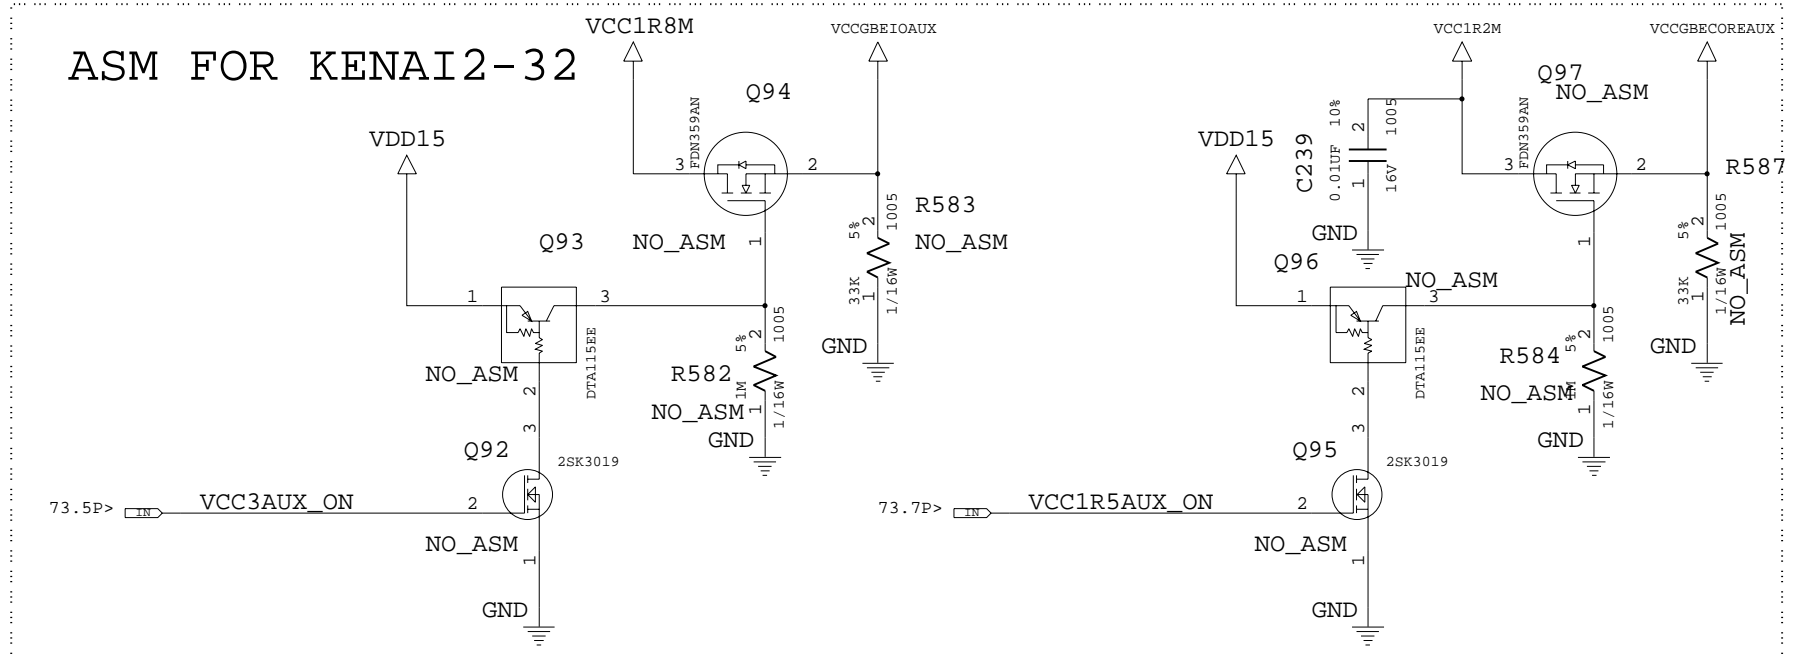 ASM FOR KENAI2-32
VCC1R8M
VCCGBEIOAUX
Q94
FDN359AN
3
2
1
NO_ASM
VDD15
Q93
1
3
2
DTA115EE
NO_ASM
R583
NO_ASM
5%
2
1005
33K
1
1/16W
GND
R582
NO_ASM
5%
2
1005
1M
1
1/16W
GND
Q92
3
2SK3019
73.5P>
IN
VCC3AUX_ON
2
NO_ASM
1
GND
VCC1R2M
VCCGBECOREAUX
Q97
NO_ASM
FDN359AN
3
2
1
VDD15
C239
0.01UF
10%
2
1005
1
16V
GND
R587
5%
2
1005
33K
1
1/16W
NO_ASM
GND
Q96
NO_ASM
1
3
2
DTA115EE
R584
NO_ASM
5%
2
1005
1M
1
1/16W
GND
Q95
3
2SK3019
73.7P>
IN
VCC1R5AUX_ON
2
NO_ASM
1
GND